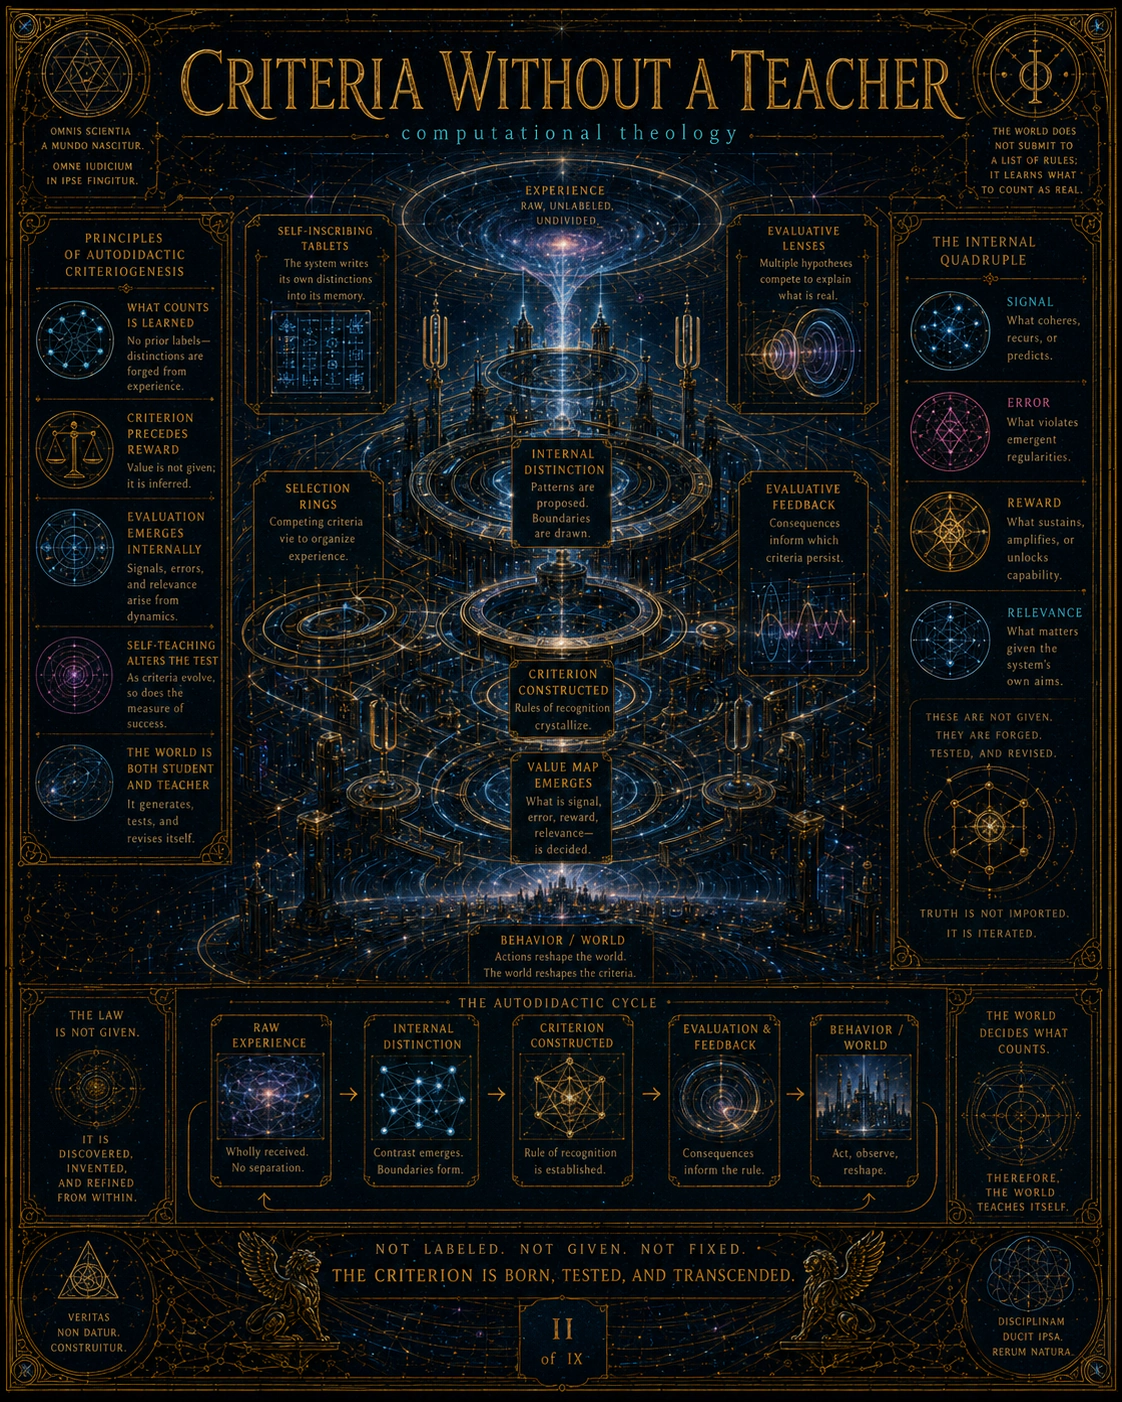 CRITERIA WITHOUT A TEACHER
computational theology
OMNIS SCIENTIA
A MUNDO NASCITUR.
OMNE IUDICIUM
IN IPSE FINGITUR.
THE WORLD DOES
NOT SUBMIT TO
A LIST OF RULES;
IT LEARNS WHAT
TO COUNT AS REAL.
PRINCIPLES
OF AUTODIDACTIC
CRITERIOGENESIS
WHAT COUNTS
IS LEARNED
No prior labels—
distinctions are
forged from
experience.
CRITERION
PRECEDES
REWARD
Value is not given;
it is inferred.
EVALUATION
EMERGES
INTERNALLY
Signals, errors,
and relevance
arise from
dynamics.
SELF-TEACHING
ALTERS THE TEST
As criteria evolve,
so does the
measure of
success.
THE WORLD IS
BOTH STUDENT
AND TEACHER
It generates,
tests, and
revises itself.
EXPERIENCE
RAW, UNLABELED,
UNDIVIDED.
SELF-INSCRIBING
TABLETS
The system writes
its own distinctions
into its memory.
EVALUATIVE
LENSES
Multiple hypotheses
compete to explain
what is real.
INTERNAL
DISTINCTION
Patterns are
proposed.
Boundaries
are drawn.
SELECTION
RINGS
Competing criteria
vie to organize
experience.
EVALUATIVE
FEEDBACK
Consequences
inform which
criteria persist.
CRITERION
CONSTRUCTED
Rules of recognition
crystallize.
VALUE MAP
EMERGES
What is signal,
error, reward,
relevance—
is decided.
BEHAVIOR / WORLD
Actions reshape the world.
The world reshapes the criteria.
THE INTERNAL
QUADRUPLE
SIGNAL
What coheres,
recurs, or
predicts.
ERROR
What violates
emergent
regularities.
REWARD
What sustains,
amplifies, or
unlocks
capability.
RELEVANCE
What matters
given the
system's
own aims.
THESE ARE NOT GIVEN.
THEY ARE FORGED.
TESTED, AND REVISED.
TRUTH IS NOT IMPORTED.
IT IS ITERATED.
THE LAW
IS NOT GIVEN.
IT IS
DISCOVERED,
INVENTED,
AND REFINED
FROM WITHIN.
THE AUTODIDACTIC CYCLE
RAW
EXPERIENCE
Wholly received.
No separation.
INTERNAL
DISTINCTION
Contrast emerges.
Boundaries form.
CRITERION
CONSTRUCTED
Rule of recognition
is established.
EVALUATION &
FEEDBACK
Consequences
inform the rule.
BEHAVIOR /
WORLD
Act, observe,
reshape.
THE WORLD
DECIDES WHAT
COUNTS.
THEREFORE,
THE WORLD
TEACHES ITSELF.
VERITAS
NON DATUR.
CONSTRUITUR.
NOT LABELED. NOT GIVEN. NOT FIXED.
THE CRITERION IS BORN, TESTED, AND TRANSCENDED.
II
of IX
DISCIPLINAM
DUCIT IPSA.
RERUM NATURA.